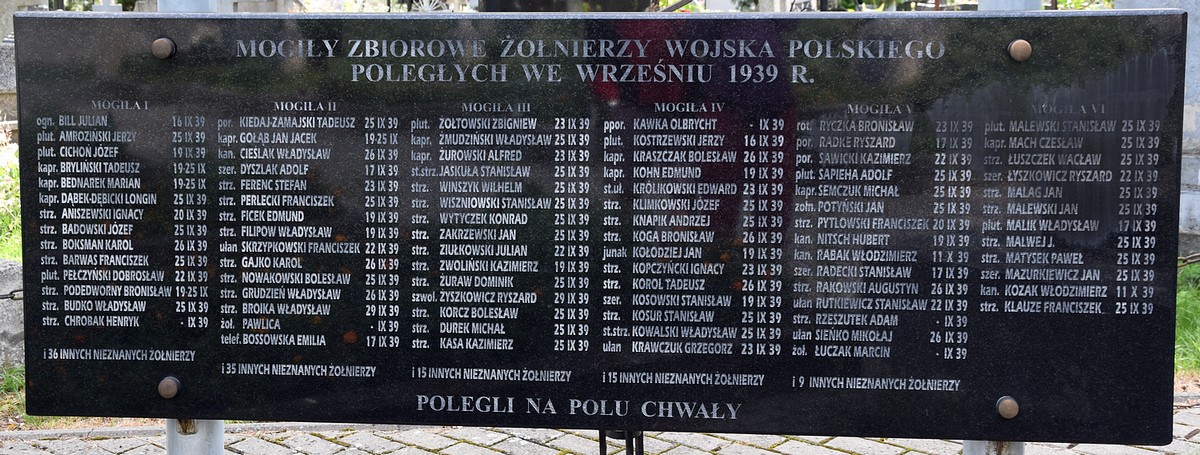 MOGIŁY ZBIOROWE ŻOŁNIERZY WOJSKA POLSKIEGO
POLEGŁYCH WE WRZEŚNIU 1939 R.
MOGIŁA I
ogn. BILL JULIAN 16 IX 39
plut. AMROZIŃSKI JERZY 25 IX 39
plut. CICHOŃ JÓZEF 19 IX 39
kapr. BRYLIŃSKI TADEUSZ 19-25 IX
kapr. BEDNAREK MARIAN 19-25 IX
kapr. DĄBEK-DĘBICKI LONGIN 25 IX 39
strz. ANISZEWSKI IGNACY 20 IX 39
strz. BADOWSKI JÓZEF 25 IX 39
strz. BOKSMAN KAROL 26 IX 39
strz. BARWAS FRANCISZEK 25 IX 39
plut. PEŁCZYŃSKI DOBROSŁAW 22 IX 39
strz. PODEDWORNY BRONISŁAW 19-25 IX
strz. BUDKO WŁADYSŁAW 25 IX 39
strz. CHROBAK HENRYK - IX 39
i 36 INNYCH NIEZNANYCH ŻOŁNIERZY
MOGIŁA II
por. KIEDAJ-ZAMAJSKI TADEUSZ 25 IX 39
kapr. GOŁĄB JAN JACEK 19-25 IX
kan. CIEŚLAK WŁADYSŁAW 26 IX 39
szer. DYSZLAK ADOLF 17 IX 39
strz. FERENC STEFAN 23 IX 39
strz. PERLECKI FRANCISZEK 25 IX 39
strz. FICEK EDMUND 19 IX 39
strz. FILIPOW WŁADYSŁAW 19 IX 39
ułan SKRZYPKOWSKI FRANCISZEK 22 IX 39
strz. GAJKO KAROL 26 IX 39
strz. NOWAKOWSKI BOLESŁAW 25 IX 39
strz. GRUDZIEŃ WŁADYSŁAW 26 IX 39
strz. BROIKA WŁADYSŁAW 29 IX 39
żoł. PAWLICA - IX 39
telef. BOSSOWSKA EMILIA 17 IX 39
i 35 INNYCH NIEZNANYCH ŻOŁNIERZY
MOGIŁA III
plut. ŻÓŁTOWSKI ZBIGNIEW 23 IX 39
kapr. ŻMUDZIŃSKI WŁADYSŁAW 25 IX 39
kapr. ŻUROWSKI ALFRED 23 IX 39
st.strz. JASKUŁA STANISŁAW 25 IX 39
strz. WINSZYK WILHELM 25 IX 39
strz. WISZNIOWSKI STANISŁAW 25 IX 39
strz. WYTYCZEK KONRAD 25 IX 39
strz. ZAKRZEWSKI JAN 25 IX 39
strz. ZIUŁKOWSKI JULIAN 22 IX 39
strz. ZWOLIŃSKI KAZIMIERZ 19 IX 39
strz. ŻURAW DOMINIK 25 IX 39
szwol. ŻYSZKOWICZ RYSZARD 29 IX 39
strz. KORCZ BOLESŁAW 25 IX 39
strz. DUREK MICHAŁ 25 IX 39
strz. KASA KAZIMIERZ 25 IX 39
i 15 INNYCH NIEZNANYCH ŻOŁNIERZY
MOGIŁA IV
ppor. KAWKA OLBRYCHT - IX 39
plut. KOSTRZEWSKI JERZY 16 IX 39
kapr. KRASZCZAK BOLESŁAW 26 IX 39
kapr. KOHN EDMUND 19 IX 39
st.uł. KRÓLIKOWSKI EDWARD 23 IX 39
strz. KLIMKOWSKI JÓZEF 25 IX 39
strz. KNAPIK ANDRZEJ 25 IX 39
strz. KOGA BRONISŁAW 26 IX 39
junak KOŁODZIEJ JAN 19 IX 39
strz. KOPCZYŃCKI IGNACY 23 IX 39
strz. KOROL TADEUSZ 26 IX 39
szer. KOSOWSKI STANISŁAW 19 IX 39
strz. KOSUR STANISŁAW 25 IX 39
st.strz. KOWALSKI WŁADYSŁAW 25 IX 39
ułan KRAWCZUK GRZEGORZ 23 IX 39
i 15 INNYCH NIEZNANYCH ŻOŁNIERZY
MOGIŁA V
rot. RYCZKA BRONISŁAW 23 IX 39
por. RADKE RYSZARD 17 IX 39
por. SAWICKI KAZIMIERZ 22 IX 39
plut. SAPIEHA ADOLF 25 IX 39
kapr. SEMCZUK MICHAŁ 25 IX 39
żołn. POTYŃSKI JAN 25 IX 39
strz. PYTLOWSKI FRANCISZEK 20 IX 39
kan. NITSCH HUBERT 19 IX 39
kan. RABAK WŁODZIMIERZ 11 X 39
szer. RADECKI STANISŁAW 17 IX 39
strz. RAKOWSKI AUGUSTYN 26 IX 39
ułan RUTKIEWICZ STANISŁAW 22 IX 39
strz. RZESZUTEK ADAM - IX 39
ułan SIEŃKO MIKOŁAJ 26 IX 39
żoł. ŁUCZAK MARCIN - IX 39
i 9 INNYCH NIEZNANYCH ŻOŁNIERZY
MOGIŁA VI
plut. MALEWSKI STANISŁAW 25 IX 39
kapr. MACH CZESŁAW 25 IX 39
strz. ŁUSZCZEK WACŁAW 25 IX 39
szer. ŁYSZKOWICZ RYSZARD 22 IX 39
strz. MALAG JAN 25 IX 39
strz. MALEWSKI JAN 25 IX 39
plut. MALIK WŁADYSŁAW 17 IX 39
strz. MALWEJ J. 25 IX 39
strz. MATYSEK PAWEŁ 25 IX 39
szer. MAZURKIEWICZ JAN 25 IX 39
kan. KOZAK WŁODZIMIERZ 11 X 39
strz. KLAUZE FRANCISZEK 25 IX 39
POLEGLI NA POLU CHWAŁY